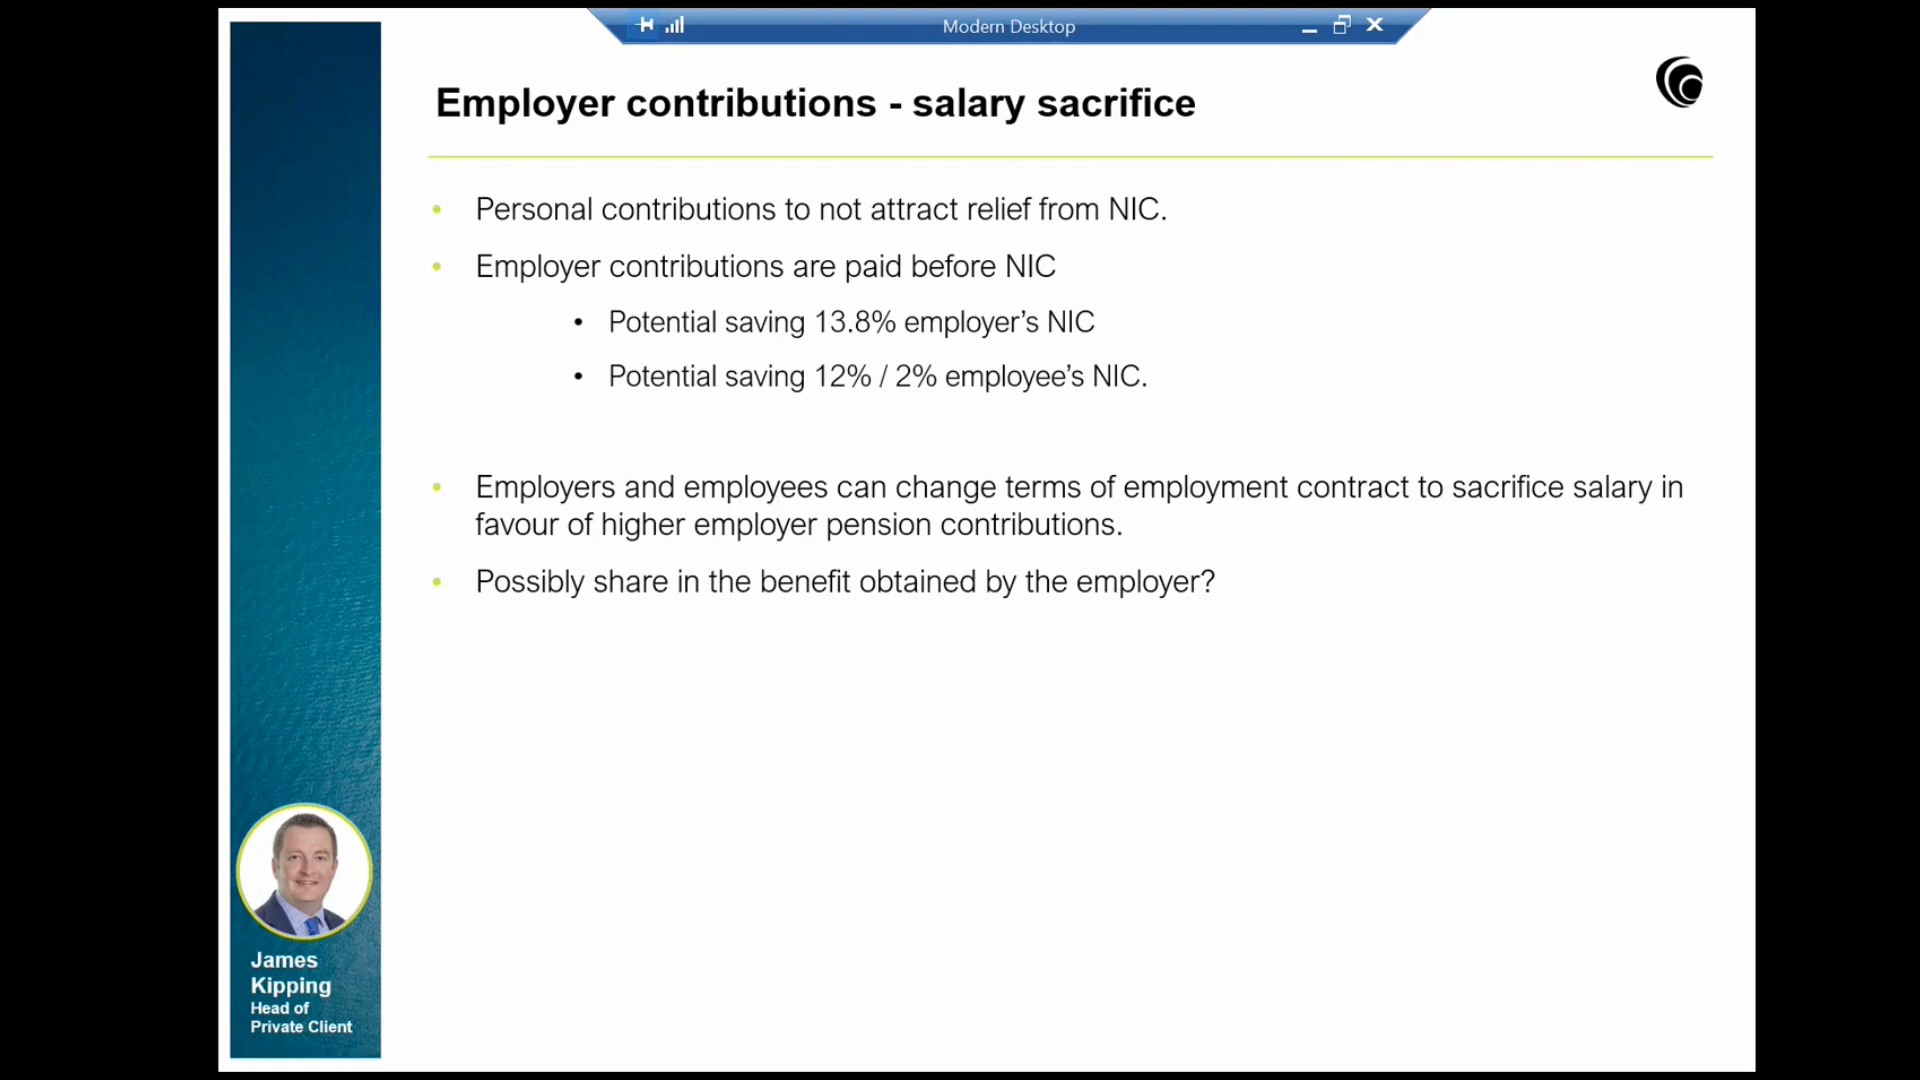 Modern Desktop
Employer contributions - salary sacrifice
• Personal contributions to not attract relief from NIC.
• Employer contributions are paid before NIC
• Potential saving 13.8% employer’s NIC
• Potential saving 12% / 2% employee’s NIC.
• Employers and employees can change terms of employment contract to sacrifice salary in
favour of higher employer pension contributions.
• Possibly share in the benefit obtained by the employer?
James
Kipping
Head of
Private Client